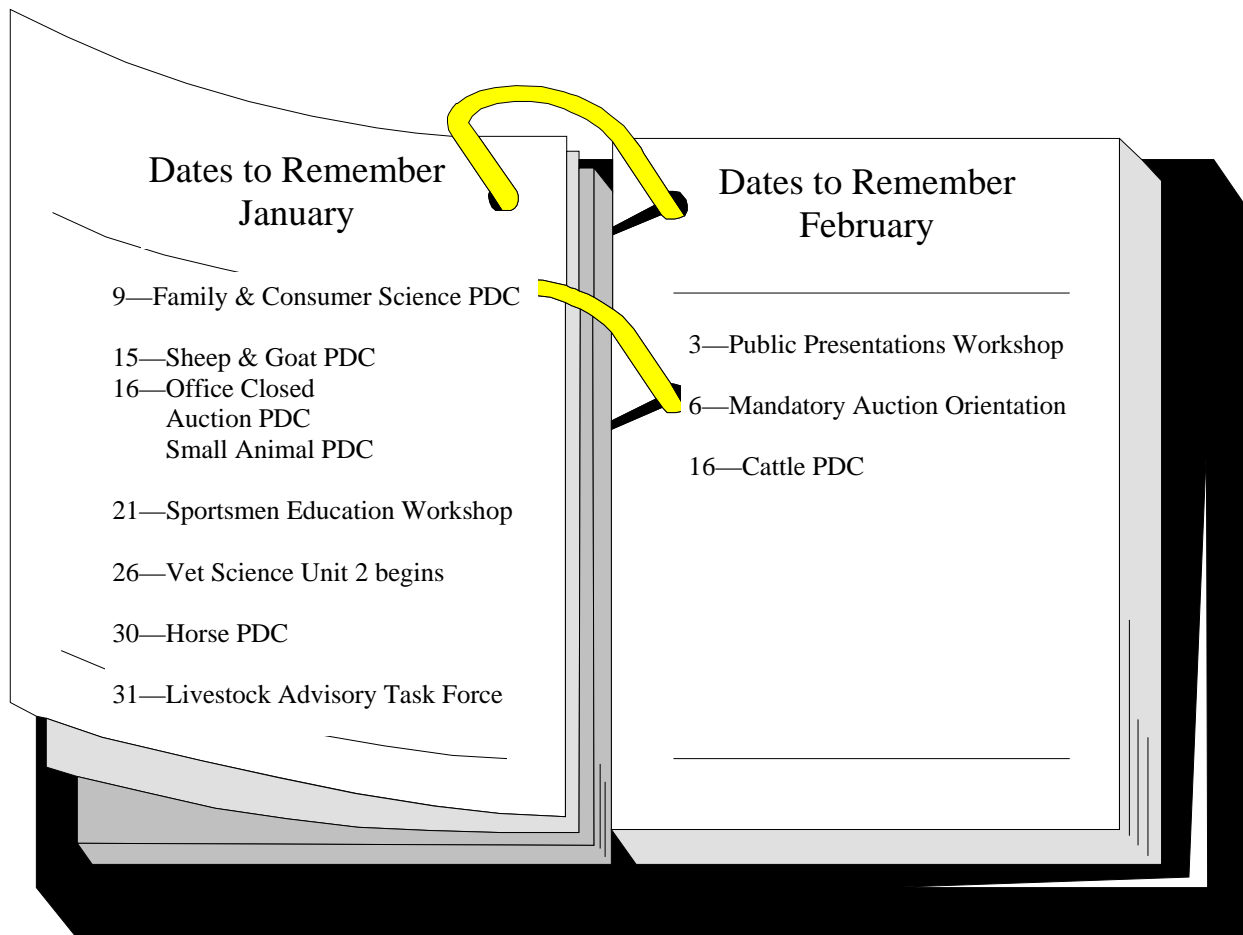 Dates to Remember
January
9—Family & Consumer Science PDC
15—Sheep & Goat PDC
16—Office Closed
Auction PDC
Small Animal PDC
21—Sportsmen Education Workshop
26—Vet Science Unit 2 begins
30—Horse PDC
31—Livestock Advisory Task Force
Dates to Remember
February
3—Public Presentations Workshop
6—Mandatory Auction Orientation
16—Cattle PDC